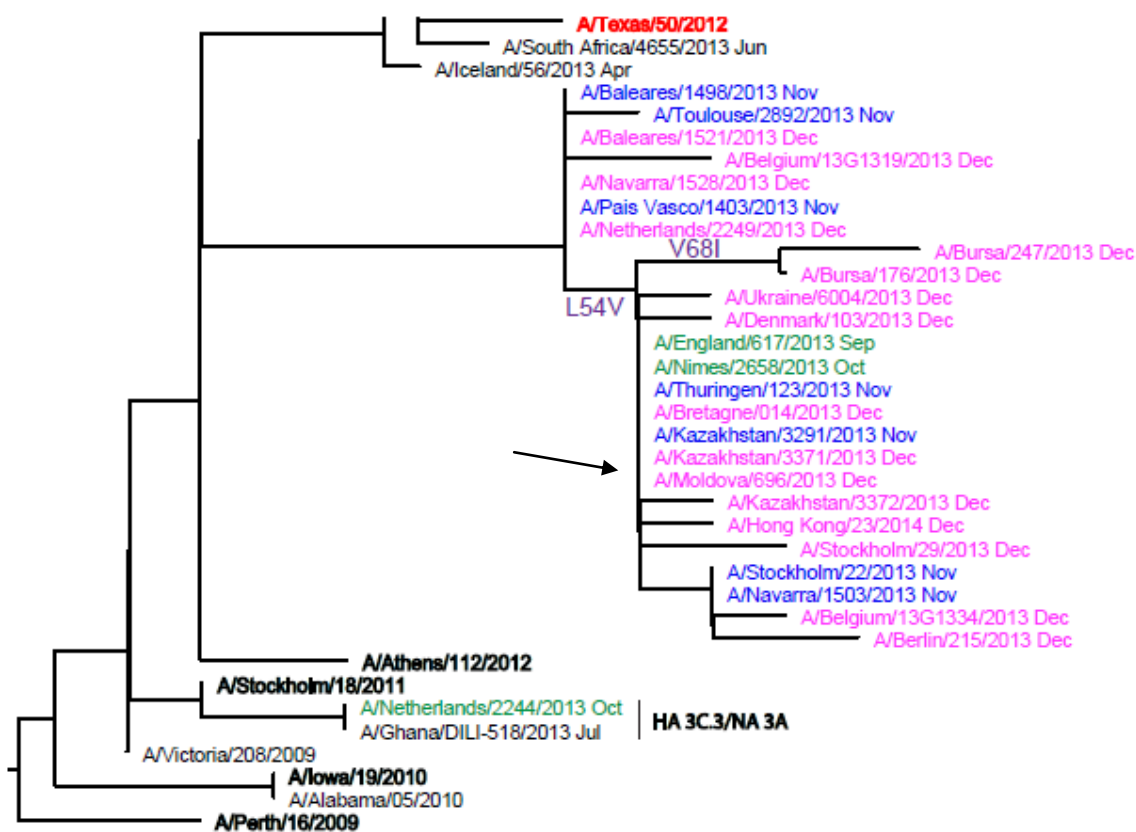 A/Texas/50/2012
A/South Africa/4655/2013 Jun
A/Iceland/56/2013 Apr
A/Baleares/1498/2013 Nov
A/Toulouse/2892/2013 Nov
A/Baleares/1521/2013 Dec
A/Belgium/13G1319/2013 Dec
A/Navarra/1528/2013 Dec
A/Pais Vasco/1403/2013 Nov
A/Netherlands/2249/2013 Dec
V68I
A/Bursa/247/2013 Dec
A/Bursa/176/2013 Dec
A/Ukraine/6004/2013 Dec
L54V
A/Denmark/103/2013 Dec
A/England/617/2013 Sep
A/Nimes/2658/2013 Oct
A/Thuringen/123/2013 Nov
A/Bretagne/014/2013 Dec
A/Kazakhstan/3291/2013 Nov
A/Kazakhstan/3371/2013 Dec
A/Moldova/696/2013 Dec
A/Kazakhstan/3372/2013 Dec
A/Hong Kong/23/2014 Dec
A/Stockholm/29/2013 Dec
A/Stockholm/22/2013 Nov
A/Navarra/1503/2013 Nov
A/Belgium/13G1334/2013 Dec
A/Berlin/215/2013 Dec
A/Athens/112/2012
A/Stockholm/18/2011
A/Netherlands/2244/2013 Oct
HA 3C.3/NA 3A
A/Ghana/DILI-518/2013 Jul
A/Victoria/208/2009
A/Iowa/19/2010
A/Alabama/05/2010
A/Perth/16/2009